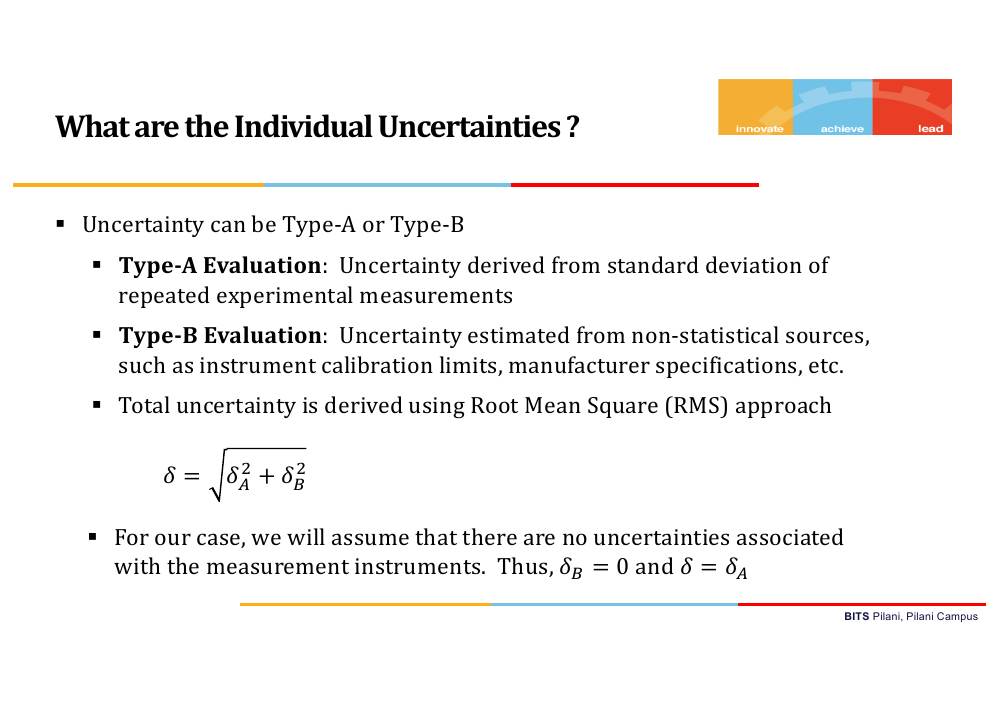 What are the Individual Uncertainties ?
innovate achieve lead
▪ Uncertainty can be Type-A or Type-B
▪ Type-A Evaluation: Uncertainty derived from standard deviation of
repeated experimental measurements
▪ Type-B Evaluation: Uncertainty estimated from non-statistical sources,
such as instrument calibration limits, manufacturer specifications, etc.
▪ Total uncertainty is derived using Root Mean Square (RMS) approach
𝛿 = √(𝛿_A^2 + 𝛿_B^2)
▪ For our case, we will assume that there are no uncertainties associated
with the measurement instruments. Thus, 𝛿_B = 0 and 𝛿 = 𝛿_A
BITS Pilani, Pilani Campus